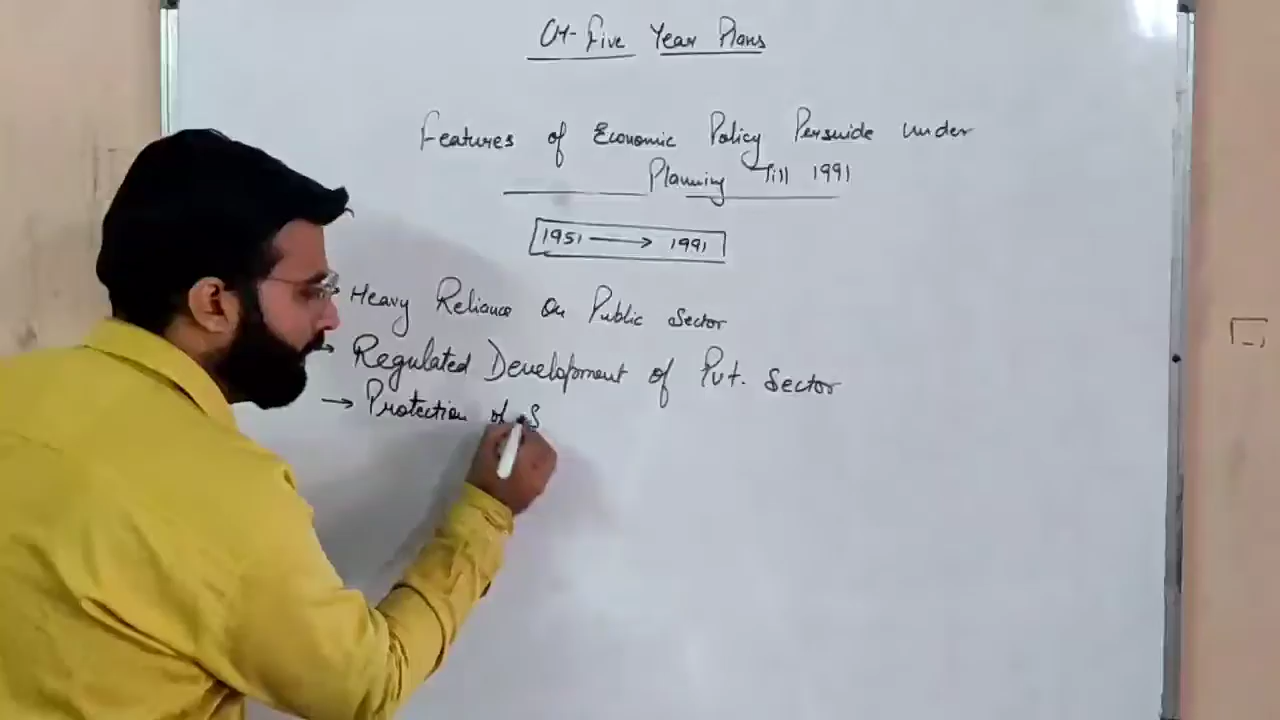 CH- Five Year Plans
Features of Economic Policy Persuide under
Planning Till 1991
1951 → 1991
→ Heavy Reliance On Public Sector
→ Regulated Development of Pvt. Sector
→ Protection of S